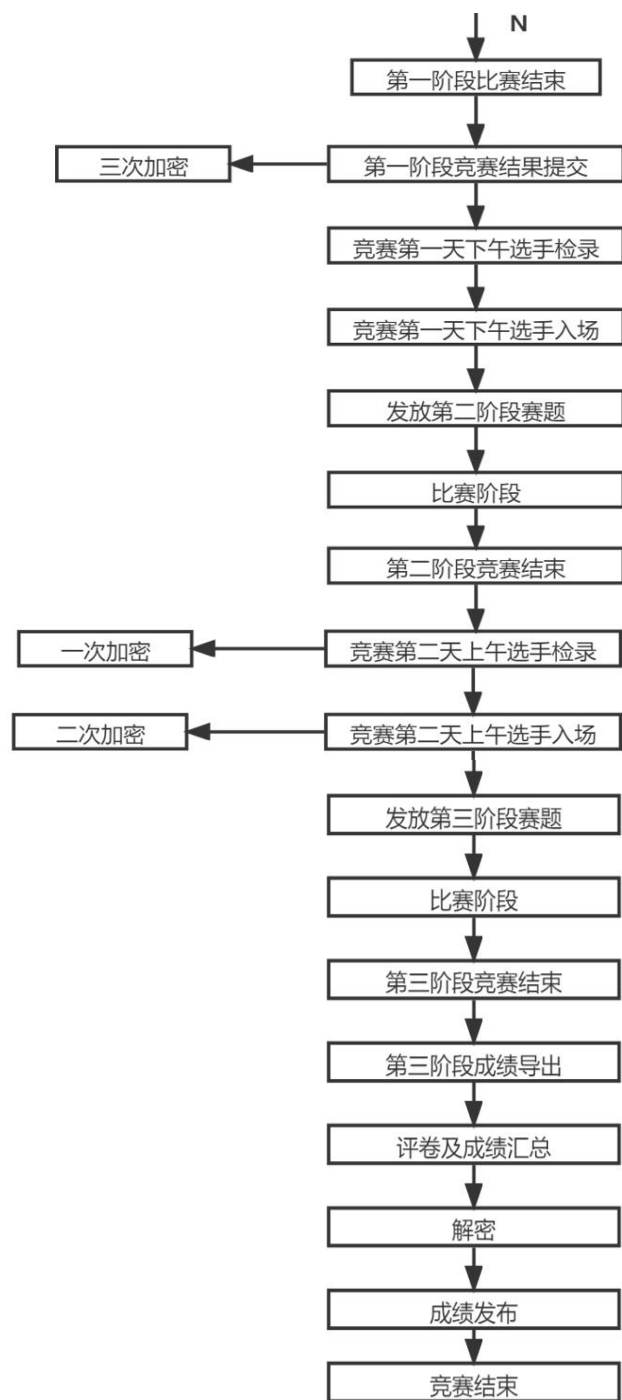 N
第一阶段比赛结束
三次加密
第一阶段竞赛结果提交
竞赛第一天下午选手检录
竞赛第一天下午选手入场
发放第二阶段赛题
比赛阶段
第二阶段竞赛结束
一次加密
竞赛第二天上午选手检录
二次加密
竞赛第二天上午选手入场
发放第三阶段赛题
比赛阶段
第三阶段竞赛结束
第三阶段成绩导出
评卷及成绩汇总
解密
成绩发布
竞赛结束